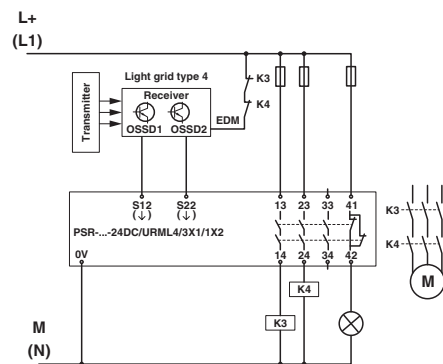 L+
(L1)
Light grid type 4
Transmitter
Receiver
OSSD1 OSSD2
EDM
K3
K4
S12 S22 13 23 33 41
(↓) (↓)
PSR-...-24DC/URML4/3X1/1X2
0V 14 24 34 42
K3
K4
M
K4
K3
M
(N)